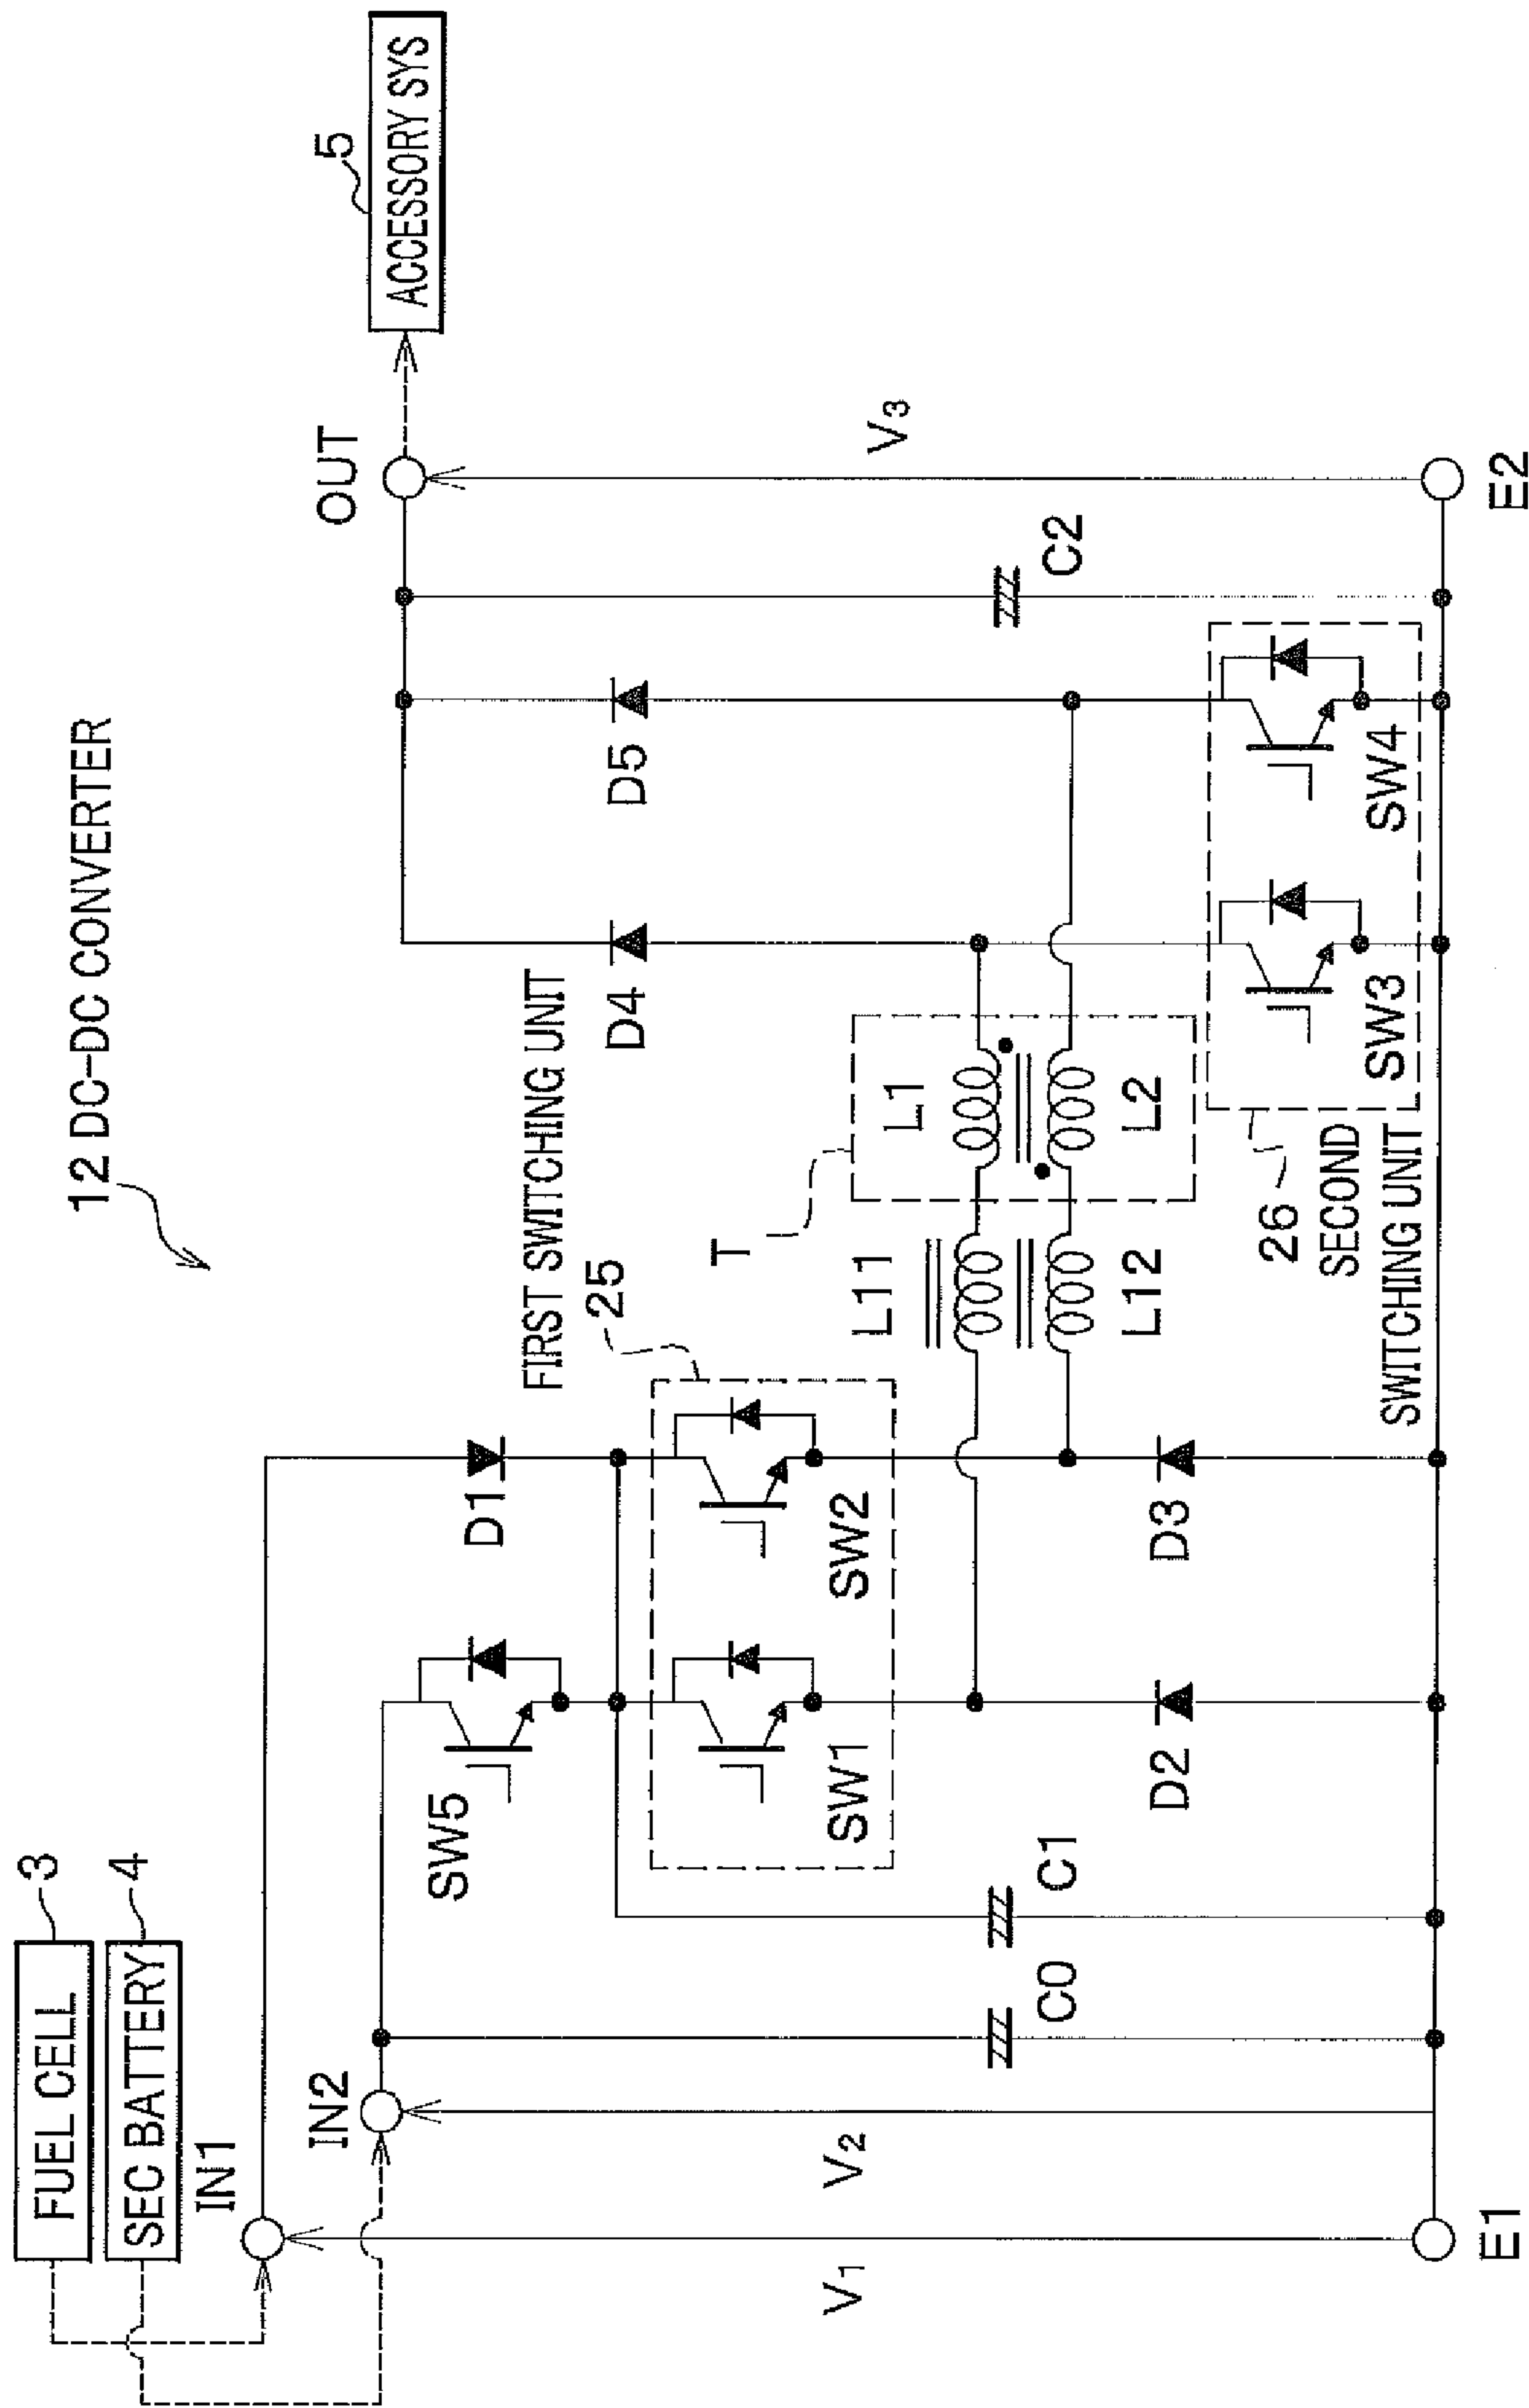 12 DC-DC CONVERTER
3
FUEL CELL
4
SEC BATTERY
IN1
IN2
SW5
D1
FIRST SWITCHING UNIT
25
SW1
SW2
D4
D5
OUT
5
ACCESSORY SYS
T
L11
L1
L12
L2
V₁
V₂
V₃
C0
C1
C2
D2
D3
26
SECOND
SWITCHING UNIT
SW3
SW4
E1
E2